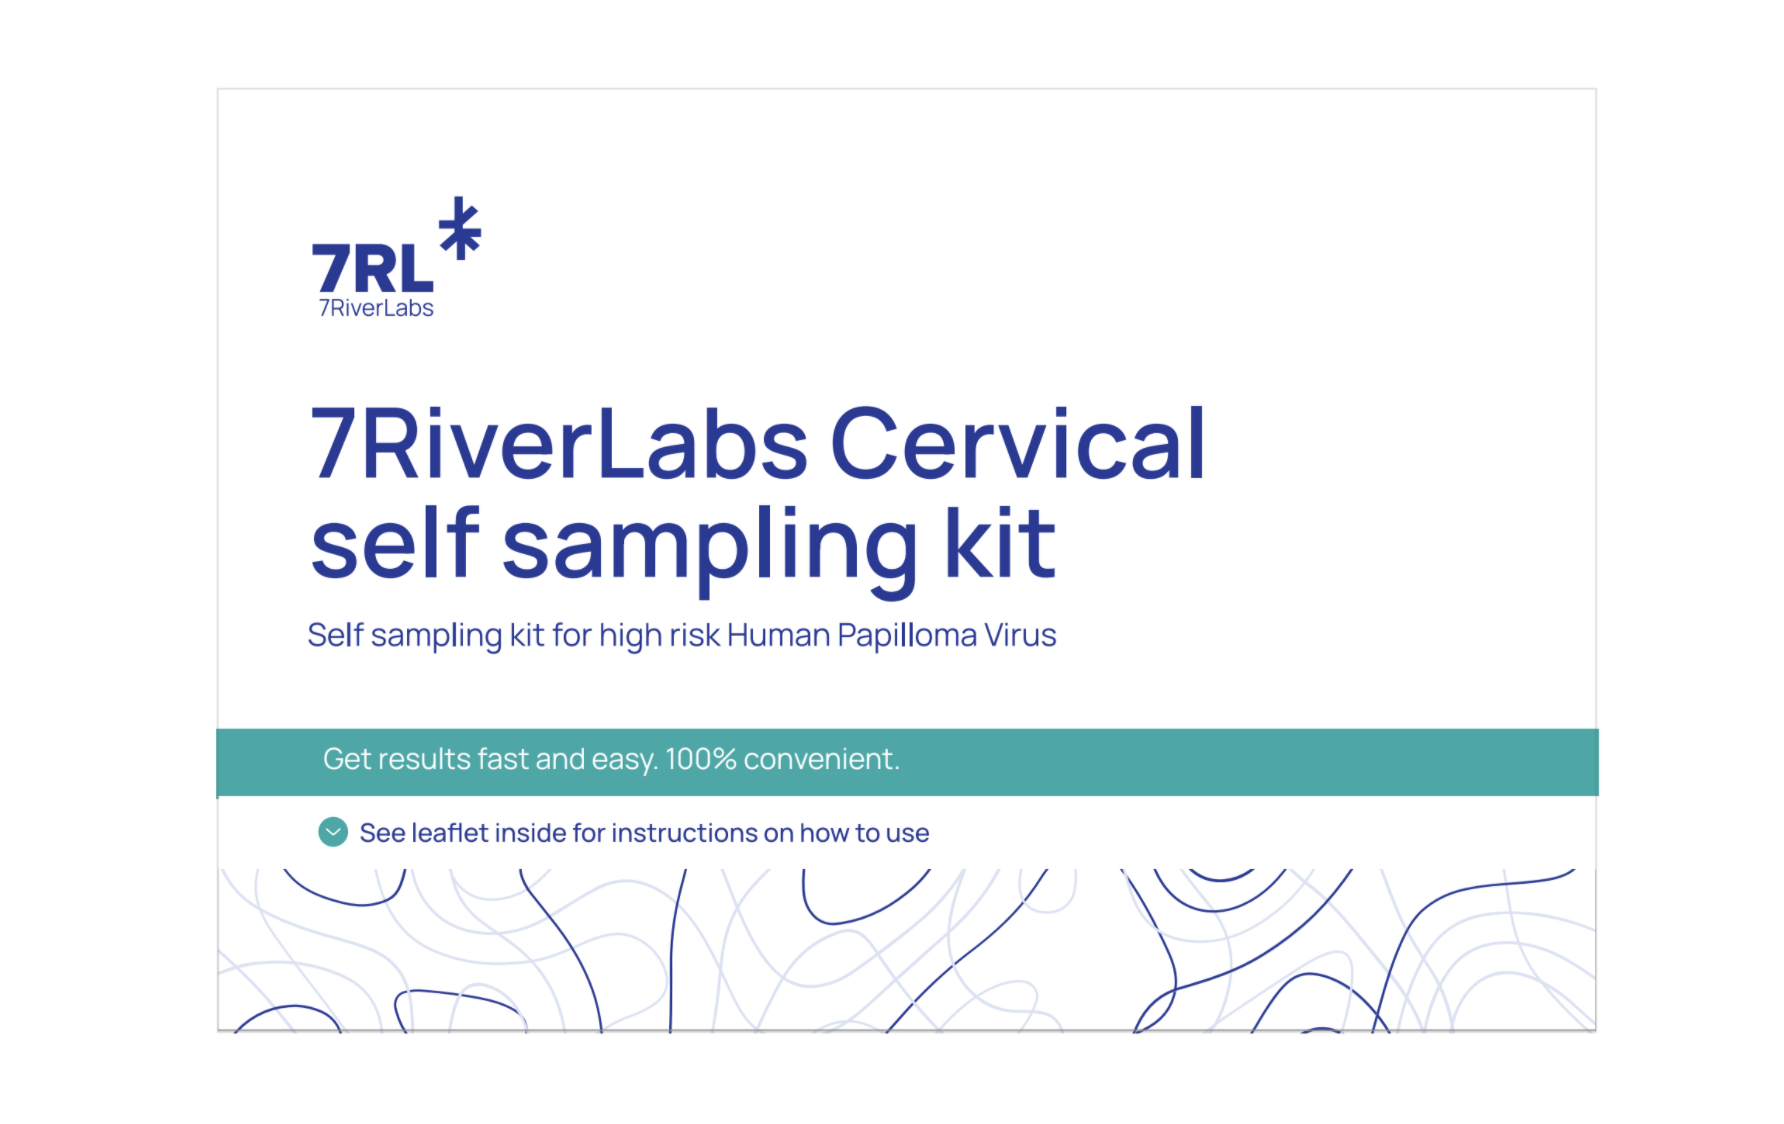 7RL
7RiverLabs
7RiverLabs Cervical
self sampling kit
Self sampling kit for high risk Human Papilloma Virus
Get results fast and easy. 100% convenient.
See leaflet inside for instructions on how to use